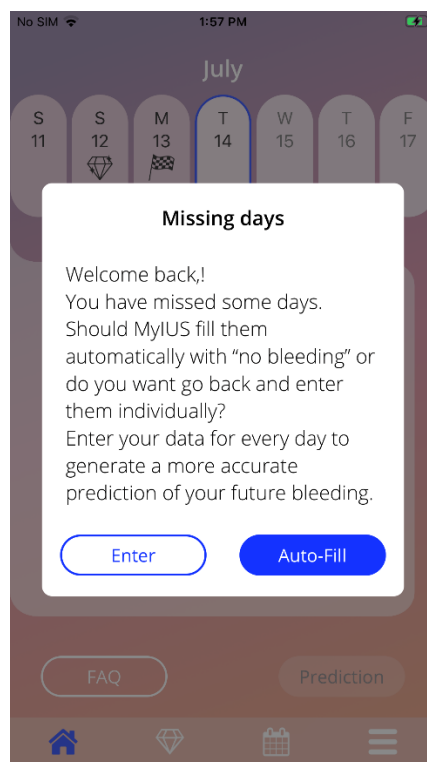 No SIM 1:57 PM
July
S S M T W T F
11 12 13 14 15 16 17
Missing days
Welcome back,!
You have missed some days.
Should MyIUS fill them
automatically with “no bleeding” or
do you want go back and enter
them individually?
Enter your data for every day to
generate a more accurate
prediction of your future bleeding.
Enter Auto-Fill
FAQ Prediction